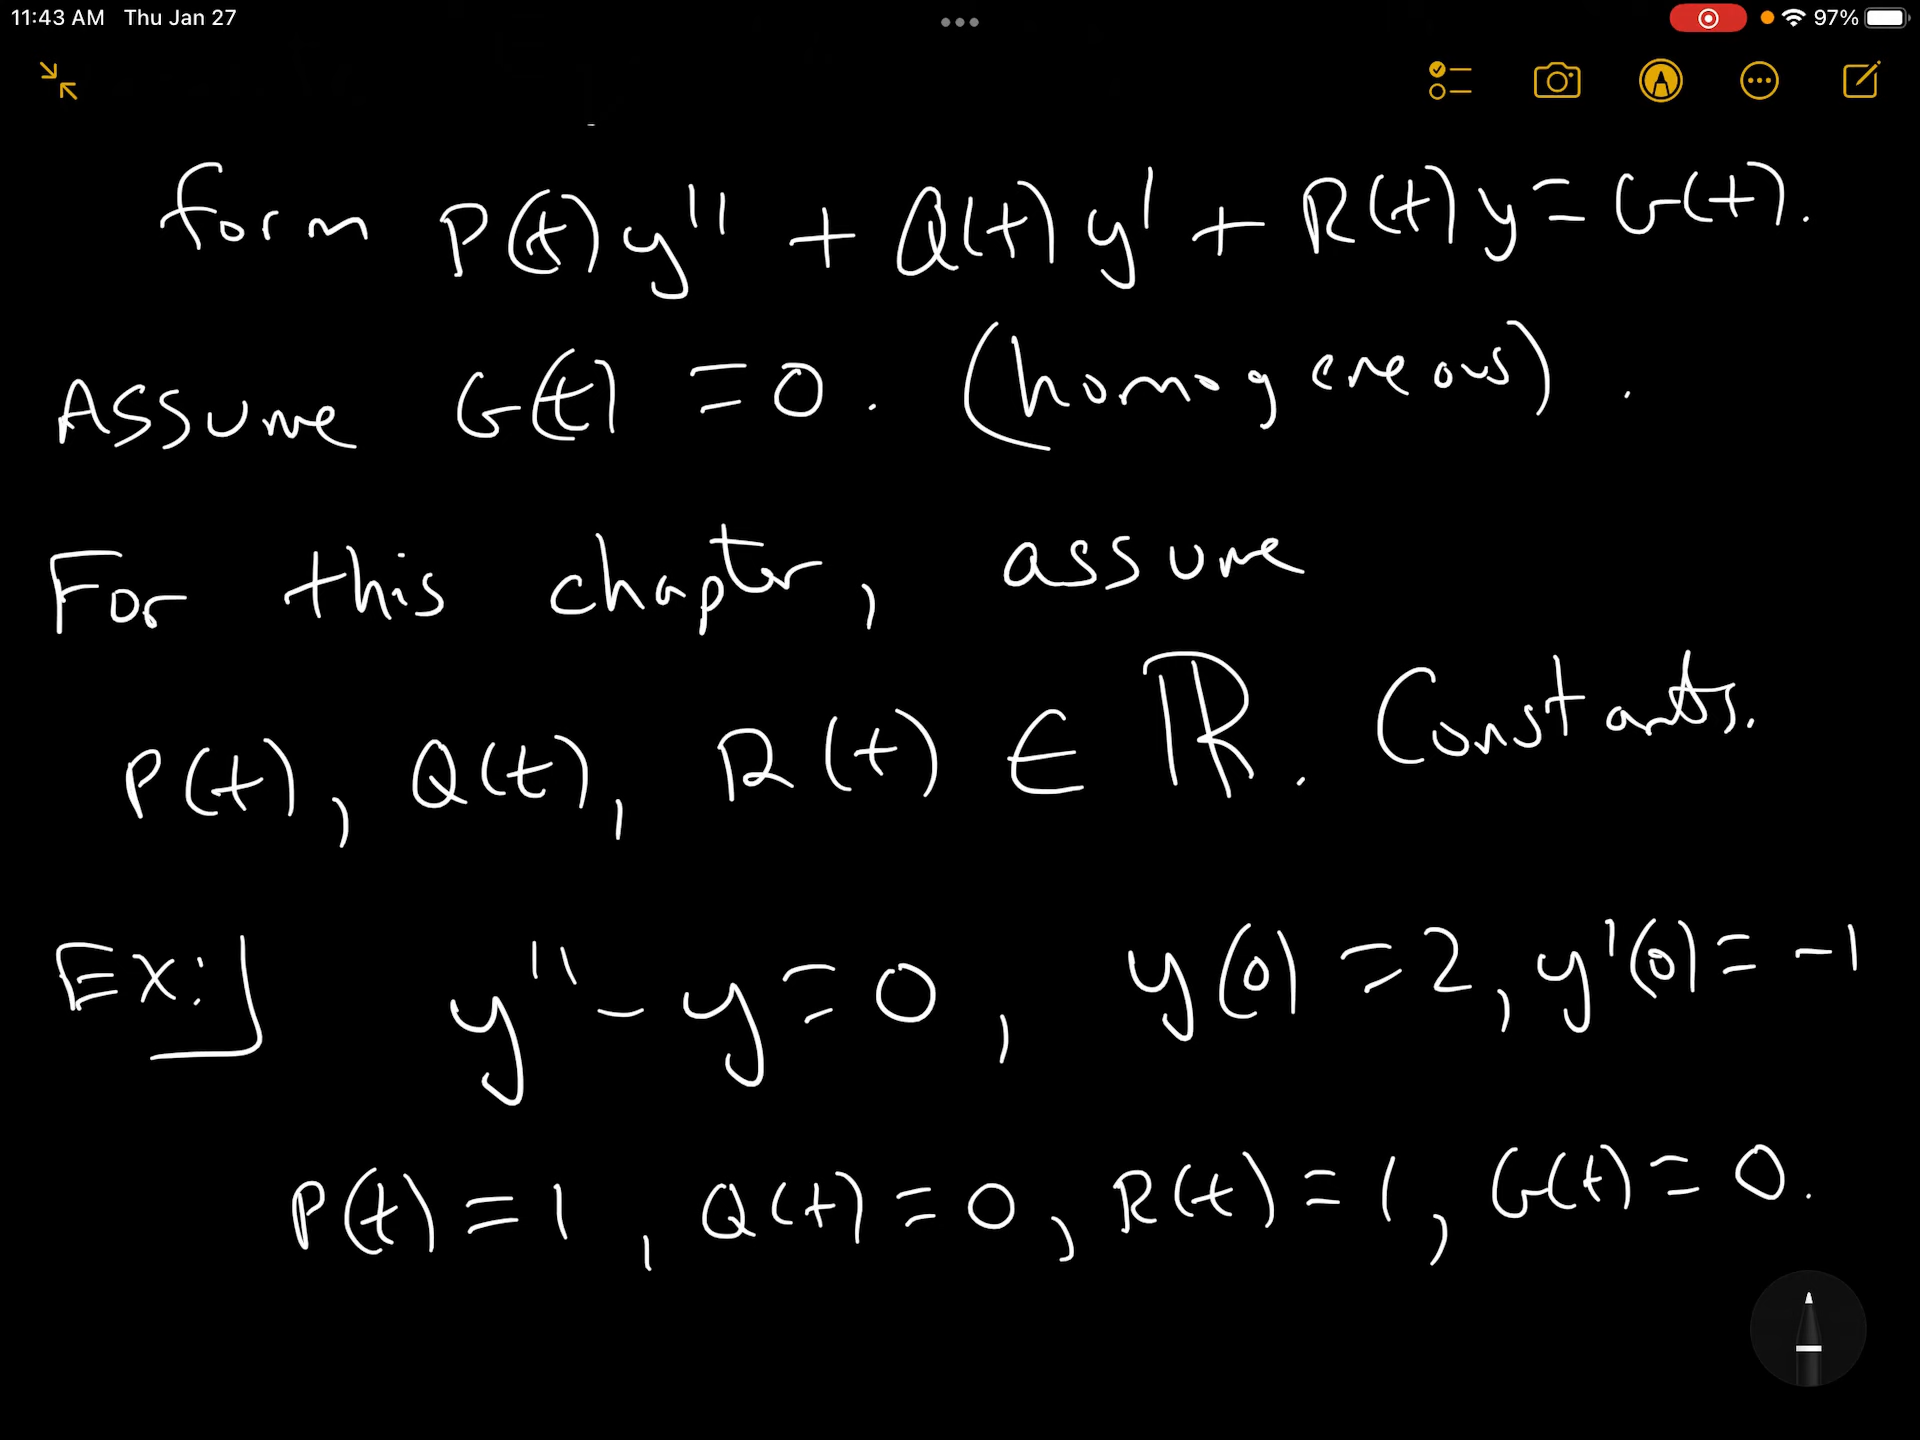 11:43 AM Thu Jan 27 97%
form P(t)y'' + Q(t)y' + R(t)y = G(t).
Assume G(t) = 0. (homogeneous).
For this chapter, assume
P(t), Q(t), R(t) ∈ ℝ. Constants.
Ex: y'' - y = 0, y(0) = 2, y'(0) = -1
P(t) = 1, Q(t) = 0, R(t) = 1, G(t) = 0.